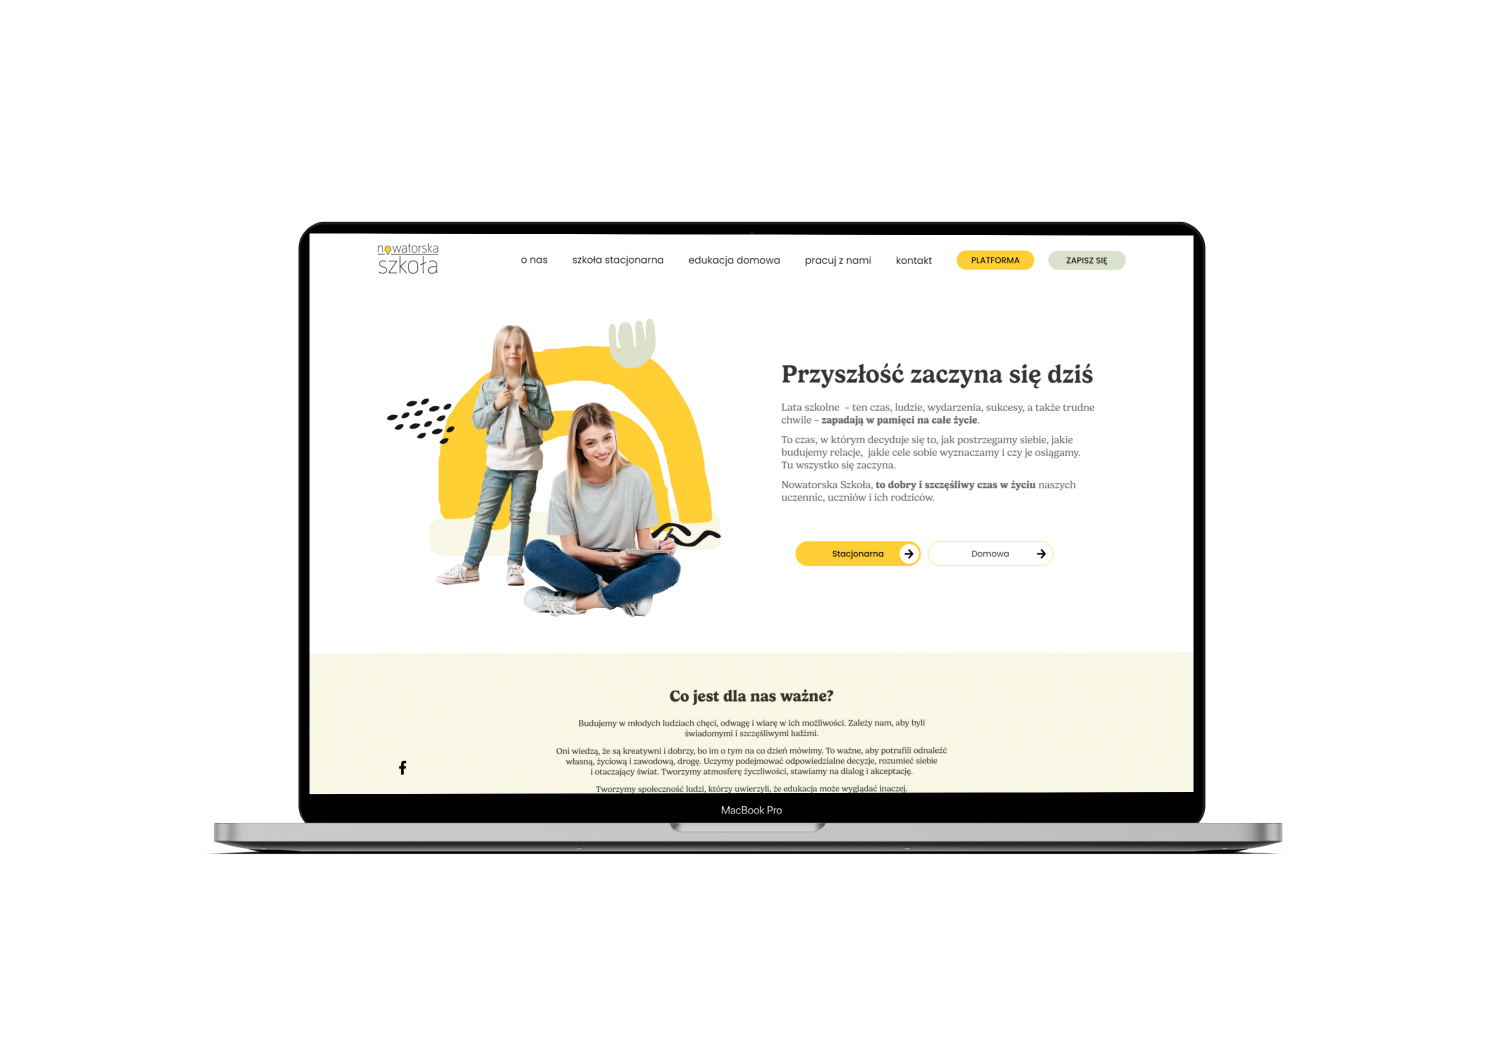 nowatorska
szkoła
o nas
szkoła stacjonarna
edukacja domowa
pracuj z nami
kontakt
PLATFORMA
ZAPISZ SIĘ
Przyszłość zaczyna się dziś
Lata szkolne – ten czas, ludzie, wydarzenia, sukcesy, a także trudne
chwile – zapadają w pamięci na całe życie.
To czas, w którym decyduje się to, jak postrzegamy siebie, jakie
budujemy relacje, jakie cele sobie wyznaczamy i czy je osiągamy.
Tu wszystko się zaczyna.
Nowatorska Szkoła, to dobry i szczęśliwy czas w życiu naszych
uczennic, uczniów i ich rodziców.
Stacjonarna
Domowa
Co jest dla nas ważne?
Budujemy w młodych ludziach chęci, odwagę i wiarę w ich możliwości. Zależy nam, aby byli
świadomymi i szczęśliwymi ludźmi.
Oni wiedzą, że są kreatywni i dobrzy, bo im o tym na co dzień mówimy. To ważne, aby potrafili odnaleźć
własną, życiową i zawodową, drogę. Uczymy podejmować odpowiedzialne decyzje, rozumieć siebie
i otaczający świat. Tworzymy atmosferę życzliwości, stawiamy na dialog i akceptację.
Tworzymy społeczność ludzi, którzy uwierzyli, że edukacja może wyglądać inaczej.
MacBook Pro